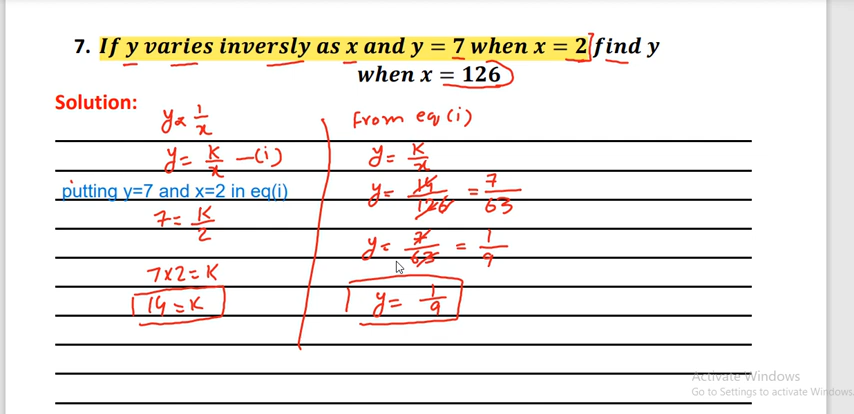 7. If y varies inversly as x and y = 7 when x = 2, find y
when x = 126
Solution:
y ∝ 1/x
y = K/x —(i)
putting y=7 and x=2 in eq(i)
7 = K/2
7×2 = K
14 = K
From eq (i)
y = K/x
y = 14/126 = 7/63
y = 7/63 = 1/9
y = 1/9
Activate Windows
Go to Settings to activate Windows.